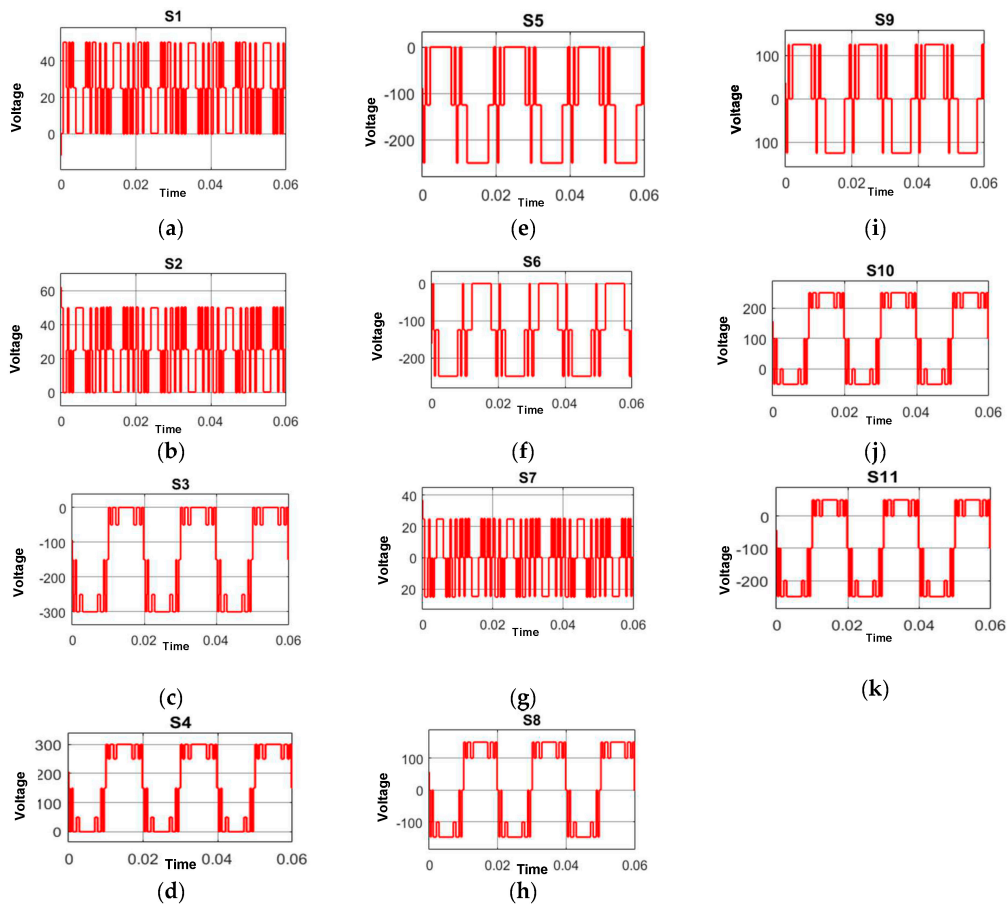 S1
Voltage
40
20
0
0
0.02
0.04
0.06
Time
(a)
S2
Voltage
60
40
20
0
0
0.02
0.04
0.06
Time
(b)
S3
Voltage
0
-100
-200
-300
0
0.02
0.04
0.06
Time
(c)
S4
Voltage
300
200
100
0
0
0.02
0.04
0.06
Time
(d)
S5
Voltage
0
-100
-200
0
0.02
0.04
0.06
Time
(e)
S6
Voltage
0
-100
-200
0
0.02
0.04
0.06
Time
(f)
S7
Voltage
40
20
0
20
0
0.02
0.04
0.06
Time
(g)
S8
Voltage
100
0
-100
0
0.02
0.04
0.06
Time
(h)
S9
Voltage
100
0
100
0
0.02
0.04
0.06
Time
(i)
S10
Voltage
200
100
0
0
0.02
0.04
0.06
Time
(j)
S11
Voltage
0
-100
-200
0
0.02
0.04
0.06
Time
(k)